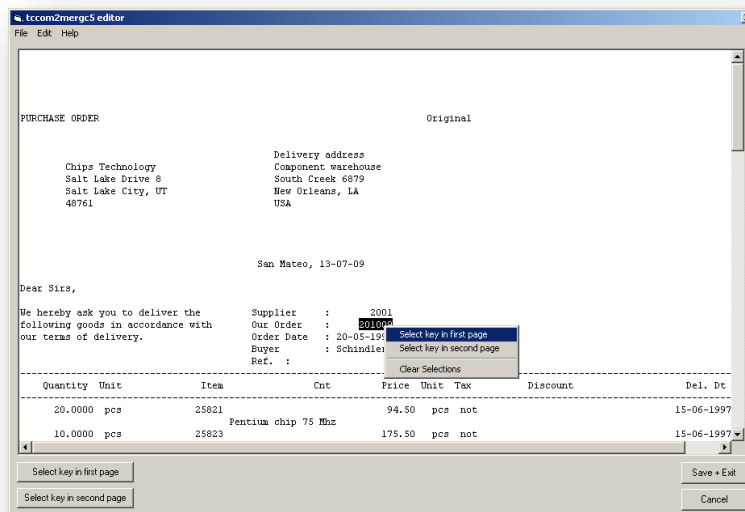 tccom2mergc5 editor
File Edit Help
PURCHASE ORDER Original
Delivery address
Chips Technology Component warehouse
Salt Lake Drive 8 South Creek 6879
Salt Lake City, UT New Orleans, LA
48761 USA
San Mateo, 13-07-09
Dear Sirs,
We hereby ask you to deliver the Supplier : 2001
following goods in accordance with Our Order : 201000
our terms of delivery. Order Date : 20-05-199
Buyer : Schindler
Ref. :
Select key in first page
Select key in second page
Clear Selections
Quantity Unit Item Cnt Price Unit Tax Discount Del. Dt
20.0000 pcs 25821 94.50 pcs not 15-06-1997
Pentium chip 75 Mhz
10.0000 pcs 25823 175.50 pcs not 15-06-1997
Select key in first page Save + Exit
Select key in second page Cancel